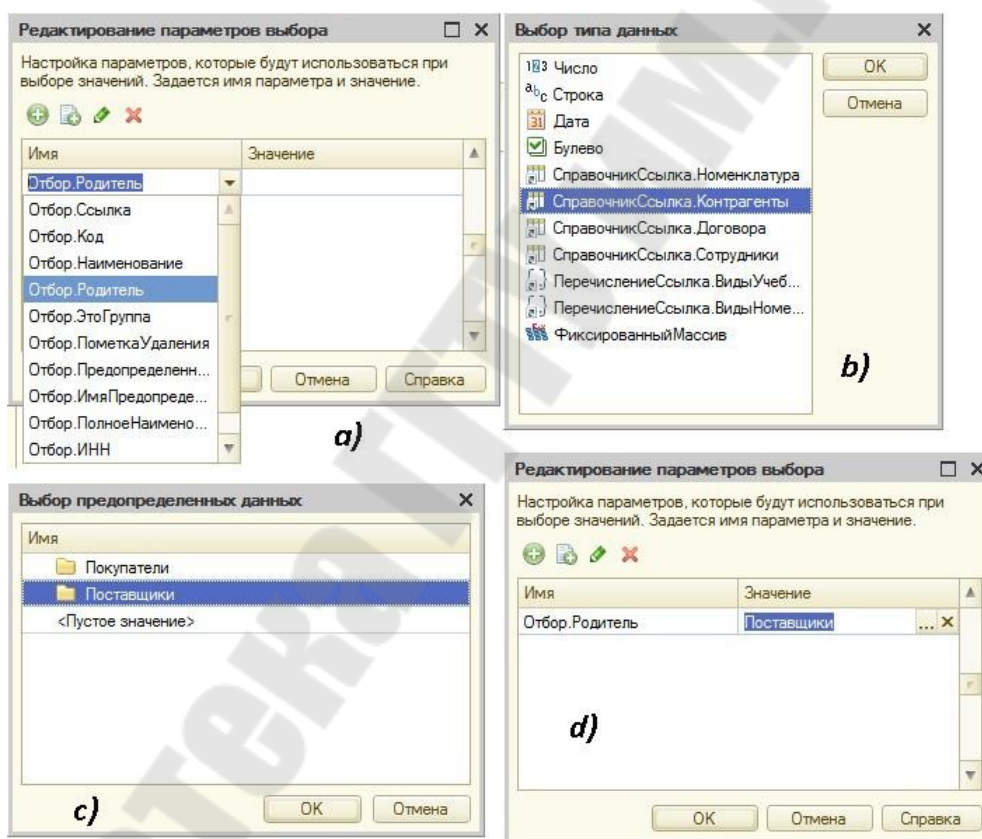 Редактирование параметров выбора
Настройка параметров, которые будут использоваться при
выборе значений. Задается имя параметра и значение.
Имя Значение
Отбор.Родитель
Отбор.Ссылка
Отбор.Код
Отбор.Наименование
Отбор.Родитель
Отбор.ЭтоГруппа
Отбор.ПометкаУдаления
Отбор.Предопределенн...
Отбор.ИмяПредопреде...
Отбор.ПолноеНаимено...
Отбор.ИНН
Отмена Справка
a)
Выбор типа данных
123 Число
abc Строка
31 Дата
Булево
СправочникСсылка.Номенклатура
СправочникСсылка.Контрагенты
СправочникСсылка.Договора
СправочникСсылка.Сотрудники
ПеречислениеСсылка.ВидыУчеб...
ПеречислениеСсылка.ВидыНоме...
ФиксированныйМассив
OK
Отмена
b)
Выбор предопределенных данных
Имя
Покупатели
Поставщики
<Пустое значение>
c)
OK Отмена
Редактирование параметров выбора
Настройка параметров, которые будут использоваться при
выборе значений. Задается имя параметра и значение.
Имя Значение
Отбор.Родитель Поставщики ...
d)
OK Отмена Справка